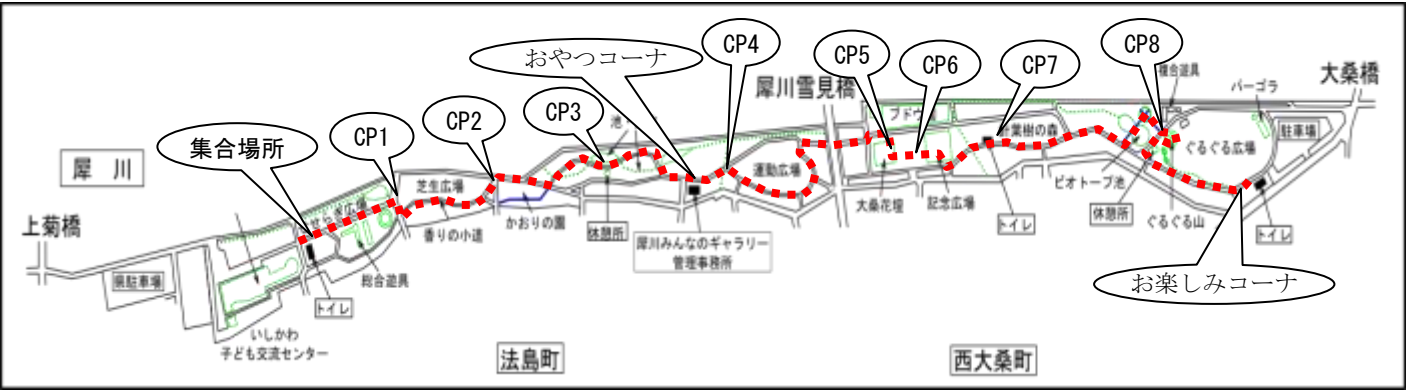 集合場所
CP1
CP2
CP3
おやつコーナ
CP4
CP5
CP6
CP7
CP8
犀川雪見橋
大桑橋
複合遊具
パーゴラ
池
犀 川
上菊橋
芝生広場
香りの小道
かおりの園
休憩所
運動広場
大桑花壇
記念広場
トイレ
ビオトープ池
休憩所
ぐるぐる山
ぐるぐる広場
駐車場
トイレ
県駐車場
総合遊具
トイレ
いしかわ
子ども交流センター
犀川みんなのギャラリー
管理事務所
お楽しみコーナ
法島町
西大桑町